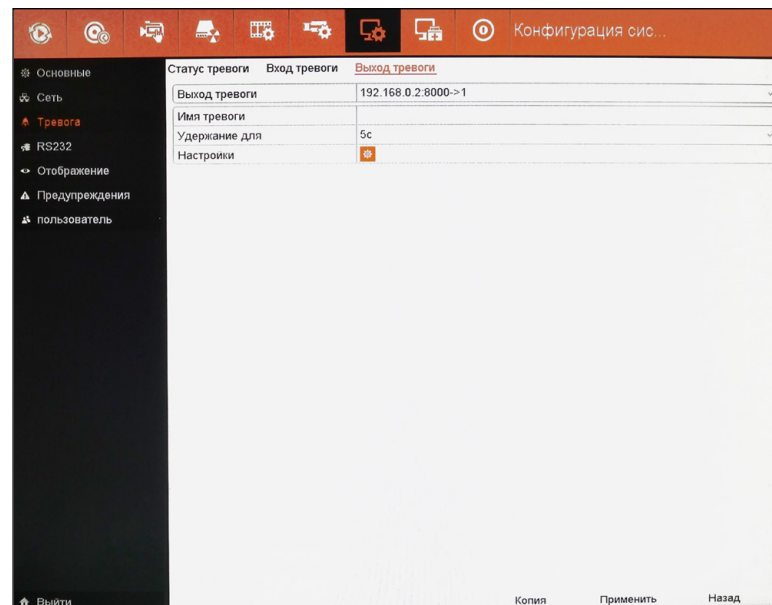 Конфигурация сис...
Основные
Сеть
Тревога
RS232
Отображение
Предупреждения
пользователь
Выйти
Статус тревоги Вход тревоги Выход тревоги
Выход тревоги 192.168.0.2:8000->1
Имя тревоги
Удержание для 5с
Настройки
Копия Применить Назад